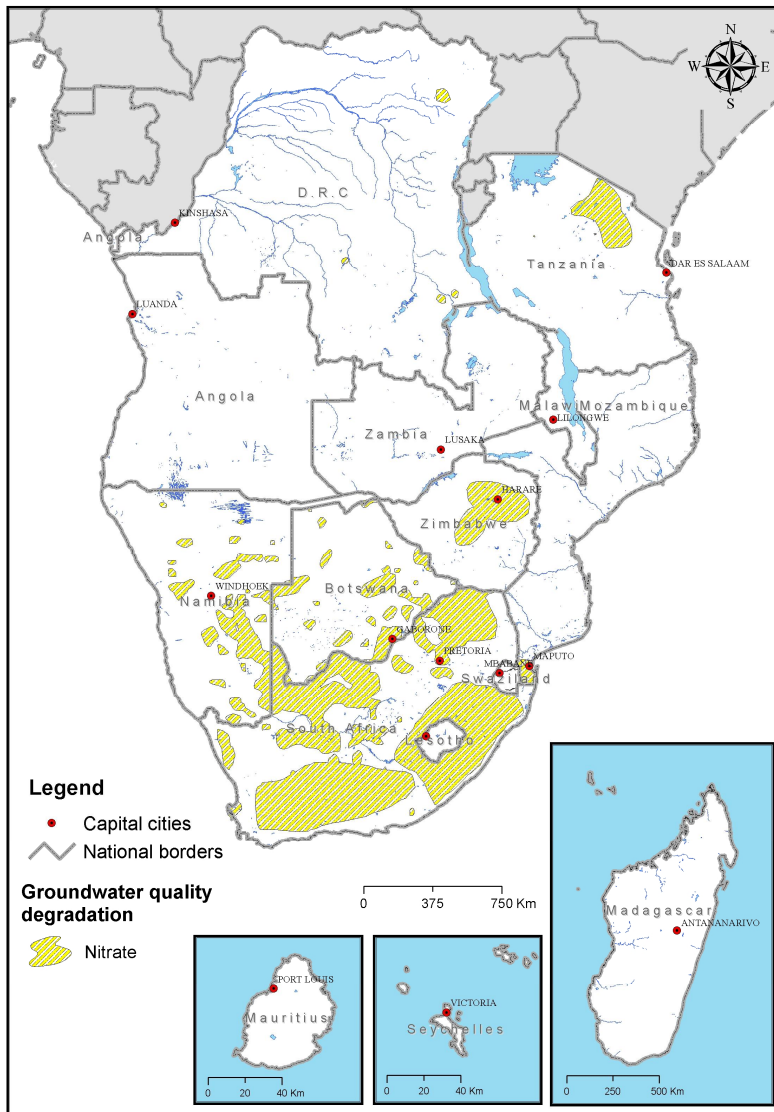 N
W E
S
D.R.C
KINSHASA
Angola
Tanzania
DAR ES SALAAM
LUANDA
Angola
Malawi
Mozambique
LILONGWE
Zambia
LUSAKA
HARARE
Zimbabwe
WINDHOEK
Namibia
Botswana
GABORONE
PRETORIA
MAPUTO
MBABANE
Swaziland
South Africa
Lesotho
Legend
Capital cities
National borders
Groundwater quality
degradation
Nitrate
0 375 750 Km
Madagascar
ANTANANARIVO
0 250 500 Km
PORT LOUIS
Mauritius
0 20 40 Km
VICTORIA
Seychelles
0 20 40 Km